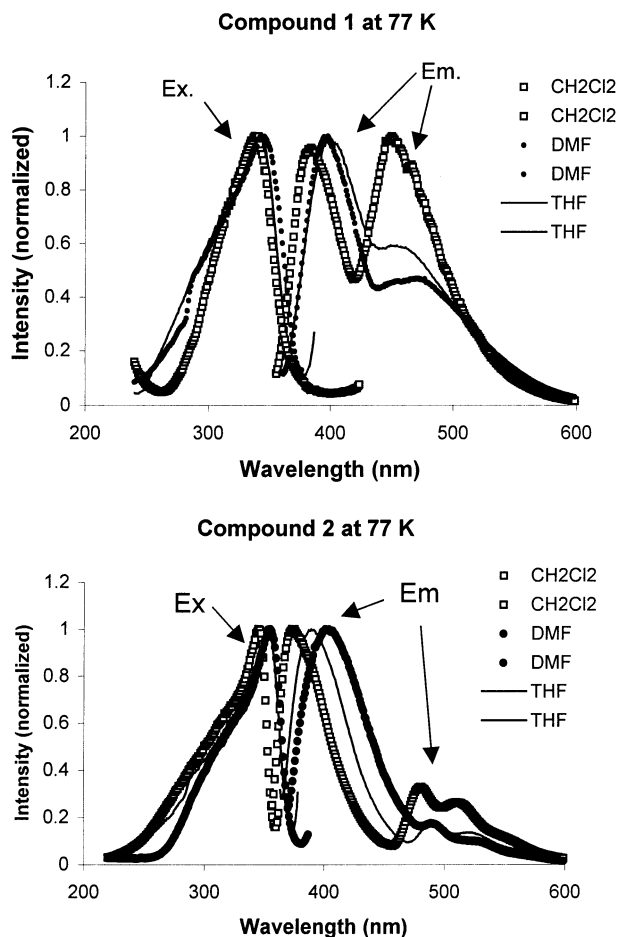 Compound 1 at 77 K
Ex.
Em.
CH2Cl2
CH2Cl2
DMF
DMF
THF
THF
Intensity (normalized)
1.2
1
0.8
0.6
0.4
0.2
0
200 300 400 500 600
Wavelength (nm)
Compound 2 at 77 K
Ex
Em
CH2Cl2
CH2Cl2
DMF
DMF
THF
THF
Intensity (normalized)
1.2
1
0.8
0.6
0.4
0.2
0
200 300 400 500 600
Wavelength (nm)